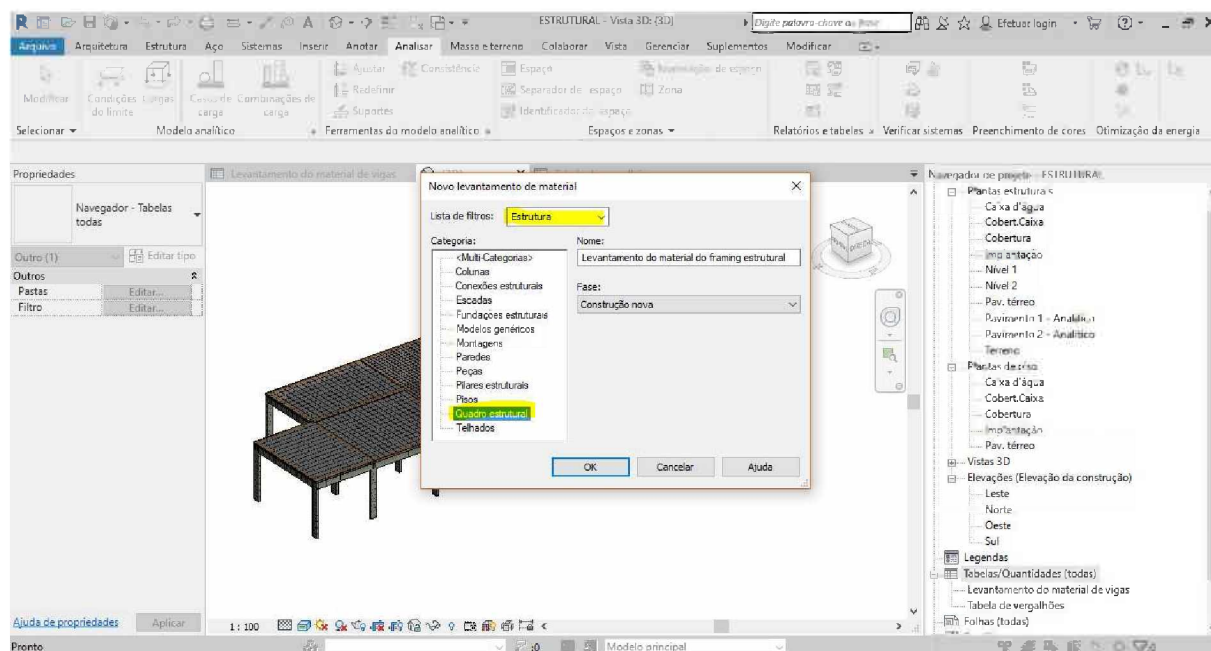 ESTRUTURAL - Vista 3D: {3D}
Digite palavra-chave ou frase
Efetuar login
Arquivo Arquitetura Estrutura Aço Sistemas Inserir Anotar Analisar Massa e terreno Colaborar Vista Gerenciar Suplementos Modificar
Modificar
Condições do limite
Cargas
Casos de carga
Combinações de carga
Ajustar
Redefinir
Suportes
Consistência
Espaço
Separador de espaço
Identificador de espaço
Zona
Selecionar
Modelo analítico
Ferramentas do modelo analítico
Espaços e zonas
Relatórios e tabelas
Verificar sistemas
Preenchimento de cores
Otimização da energia
Propriedades
Navegador - Tabelas
todas
Outro (1)
Editar tipo
Outros
Pastas Editar...
Filtro Editar...
Ajuda de propriedades
Aplicar
Levantamento do material de vigas
Novo levantamento de material
Lista de filtros: Estrutura
Categoria:
<Multi-Categorias>
Colunas
Conexões estruturais
Escadas
Fundações estruturais
Modelos genéricos
Montagens
Paredes
Peças
Pilares estruturais
Pisos
Quadro estrutural
Telhados
Nome:
Levantamento do material do framing estrutural
Fase:
Construção nova
OK
Cancelar
Ajuda
1 : 100
Navegador de projeto - ESTRUTURAL
Plantas estruturais
Caixa d'água
Cobert.Caixa
Cobertura
Implantação
Nível 1
Nível 2
Pav. térreo
Pavimento 1 - Analítico
Pavimento 2 - Analítico
Terreno
Plantas de piso
Caixa d'água
Cobert.Caixa
Cobertura
Implantação
Pav. térreo
Vistas 3D
Elevações (Elevação da construção)
Leste
Norte
Oeste
Sul
Legendas
Tabelas/Quantidades (todas)
Levantamento do material de vigas
Tabela de vergalhões
Folhas (todas)
Pronto
:0
Modelo principal